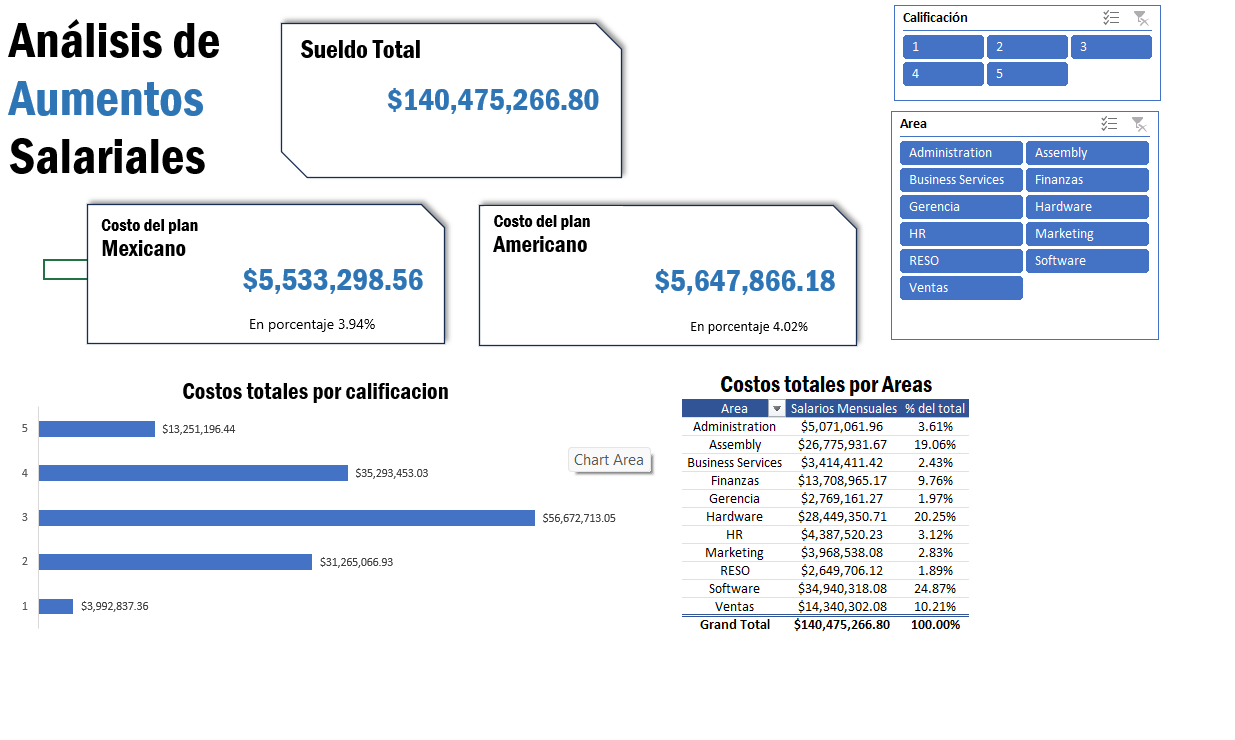 Análisis de
Aumentos
Salariales
Sueldo Total
$140,475,266.80
Costo del plan
Mexicano
$5,533,298.56
En porcentaje 3.94%
Costo del plan
Americano
$5,647,866.18
En porcentaje 4.02%
Calificación
1 2 3
4 5
Area
Administration Assembly
Business Services Finanzas
Gerencia Hardware
HR Marketing
RESO Software
Ventas
Costos totales por calificacion
5 $13,251,196.44
4 $35,293,453.03
3 $56,672,713.05
2 $31,265,066.93
1 $3,992,837.36
Chart Area
Costos totales por Areas
Area Salarios Mensuales % del total
Administration $5,071,061.96 3.61%
Assembly $26,775,931.67 19.06%
Business Services $3,414,411.42 2.43%
Finanzas $13,708,965.17 9.76%
Gerencia $2,769,161.27 1.97%
Hardware $28,449,350.71 20.25%
HR $4,387,520.23 3.12%
Marketing $3,968,538.08 2.83%
RESO $2,649,706.12 1.89%
Software $34,940,318.08 24.87%
Ventas $14,340,302.08 10.21%
Grand Total $140,475,266.80 100.00%